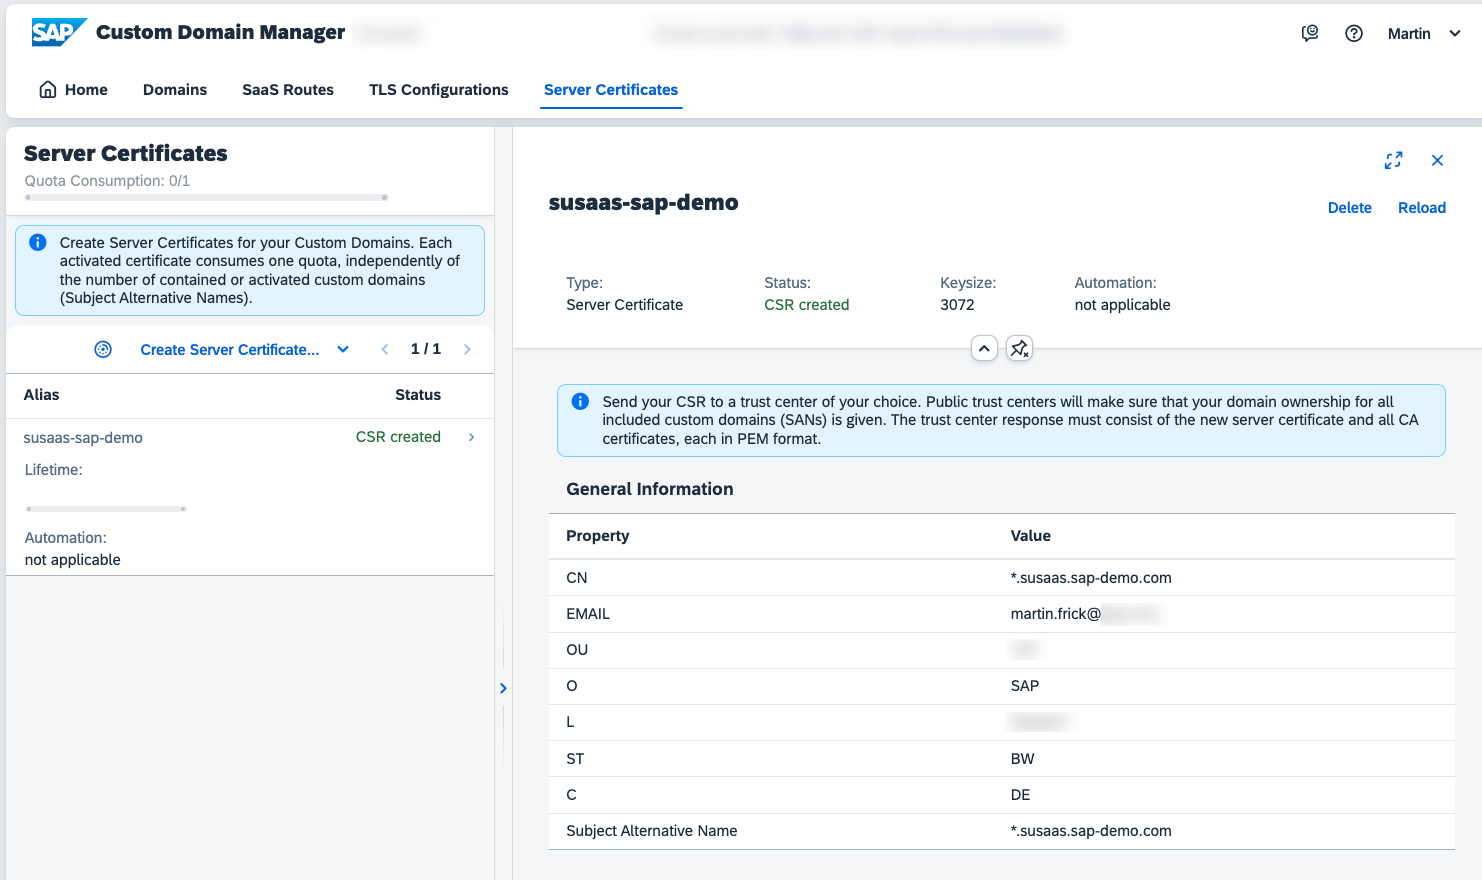 SAP Custom Domain Manager
Martin
Home Domains SaaS Routes TLS Configurations Server Certificates
Server Certificates
Quota Consumption: 0/1
Create Server Certificates for your Custom Domains. Each
activated certificate consumes one quota, independently of
the number of contained or activated custom domains
(Subject Alternative Names).
Create Server Certificate...
1 / 1
Alias Status
susaas-sap-demo CSR created
Lifetime:
Automation:
not applicable
susaas-sap-demo
Delete Reload
Type: Status: Keysize: Automation:
Server Certificate CSR created 3072 not applicable
Send your CSR to a trust center of your choice. Public trust centers will make sure that your domain ownership for all
included custom domains (SANs) is given. The trust center response must consist of the new server certificate and all CA
certificates, each in PEM format.
General Information
Property Value
CN *.susaas.sap-demo.com
EMAIL martin.frick@
OU
O SAP
L
ST BW
C DE
Subject Alternative Name *.susaas.sap-demo.com